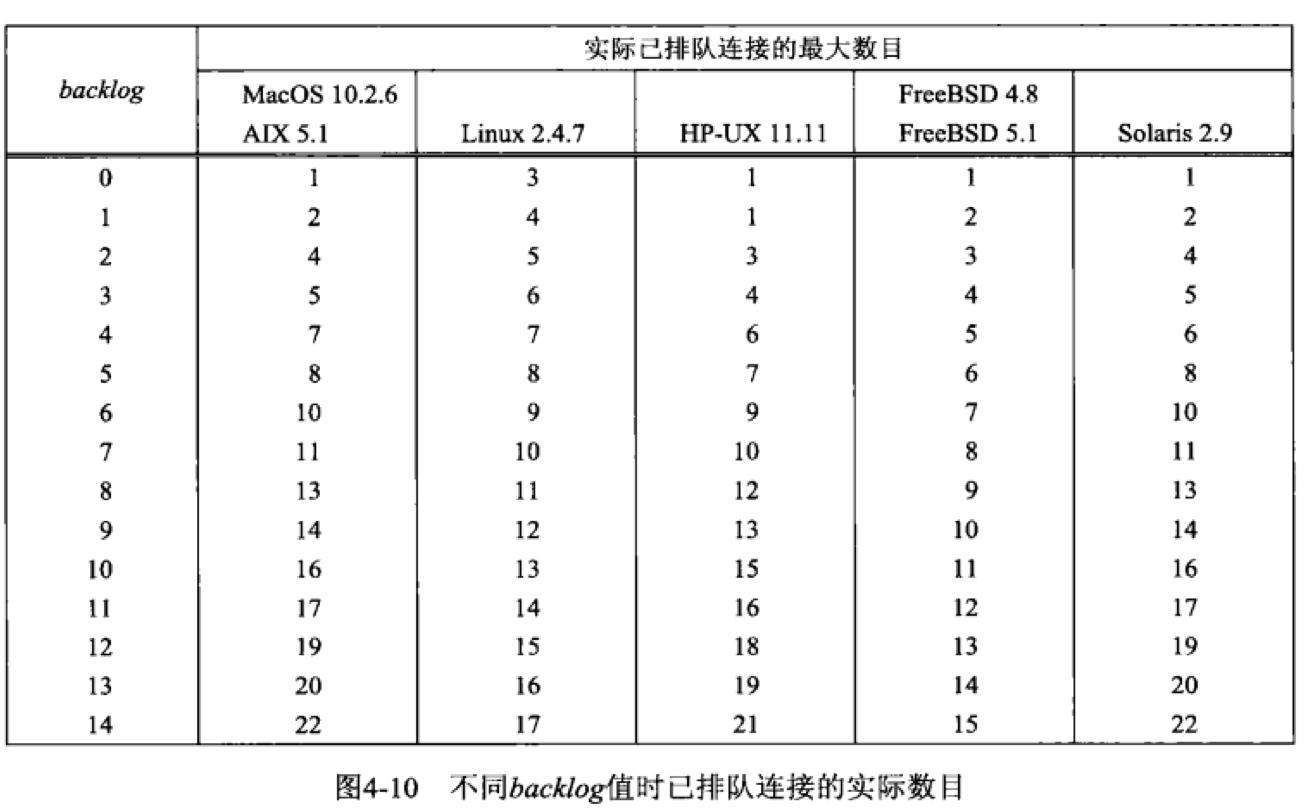 实际已排队连接的最大数目
backlog
MacOS 10.2.6
AIX 5.1
Linux 2.4.7
HP-UX 11.11
FreeBSD 4.8
FreeBSD 5.1
Solaris 2.9
0 1 3 1 1 1
1 2 4 1 2 2
2 4 5 3 3 4
3 5 6 4 4 5
4 7 7 6 5 6
5 8 8 7 6 8
6 10 9 9 7 10
7 11 10 10 8 11
8 13 11 12 9 13
9 14 12 13 10 14
10 16 13 15 11 16
11 17 14 16 12 17
12 19 15 18 13 19
13 20 16 19 14 20
14 22 17 21 15 22
图4-10 不同backlog值时已排队连接的实际数目